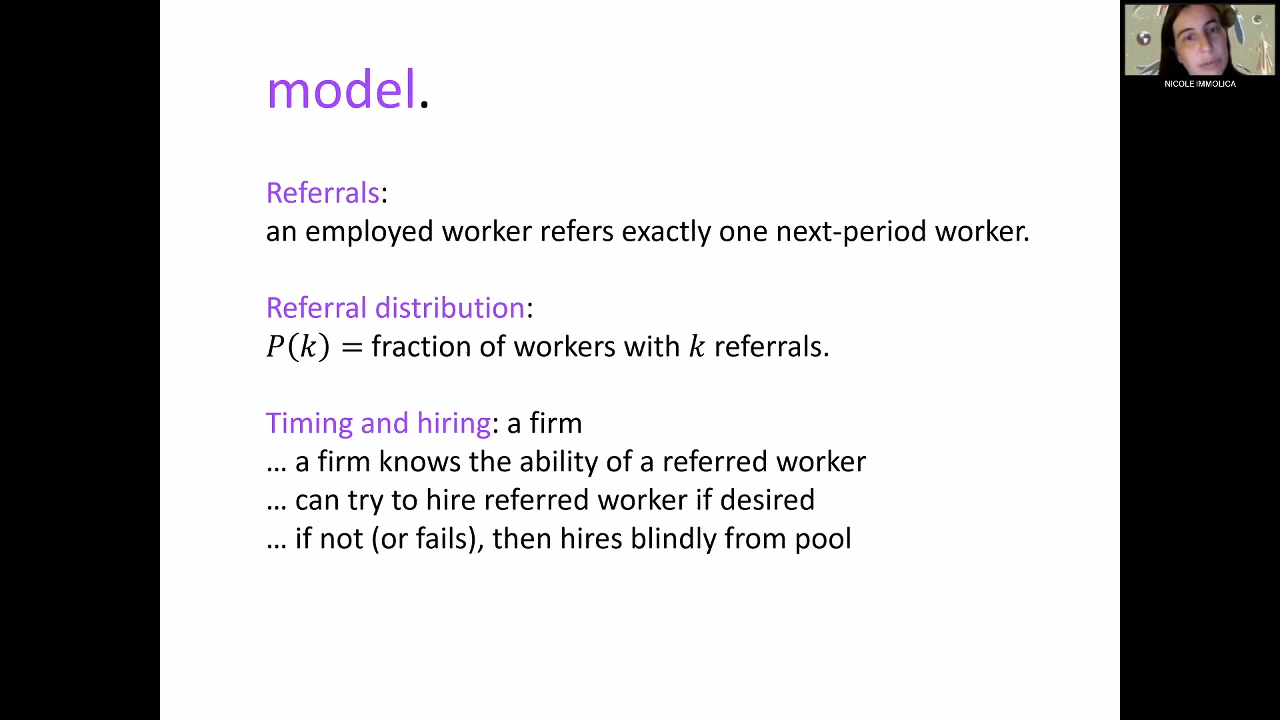 model.
NICOLE IMMOLICA
Referrals:
an employed worker refers exactly one next-period worker.
Referral distribution:
𝑃(𝑘) = fraction of workers with 𝑘 referrals.
Timing and hiring: a firm
… a firm knows the ability of a referred worker
… can try to hire referred worker if desired
… if not (or fails), then hires blindly from pool